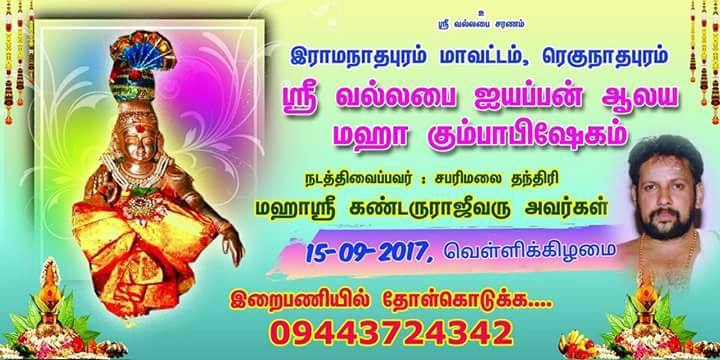 உ
ஸ்ரீ வல்லபை சரணம்
இராமநாதபுரம் மாவட்டம், ரெகுநாதபுரம்
ஸ்ரீ வல்லபை ஐயப்பன் ஆலய
மஹா கும்பாபிஷேகம்
நடத்திவைப்பவர் : சபரிமலை தந்திரி
மஹாஸ்ரீ கண்டருராஜீவரு அவர்கள்
15-09-2017, வெள்ளிக்கிழமை
இறைபணியில் தோள்கொடுக்க....
09443724342